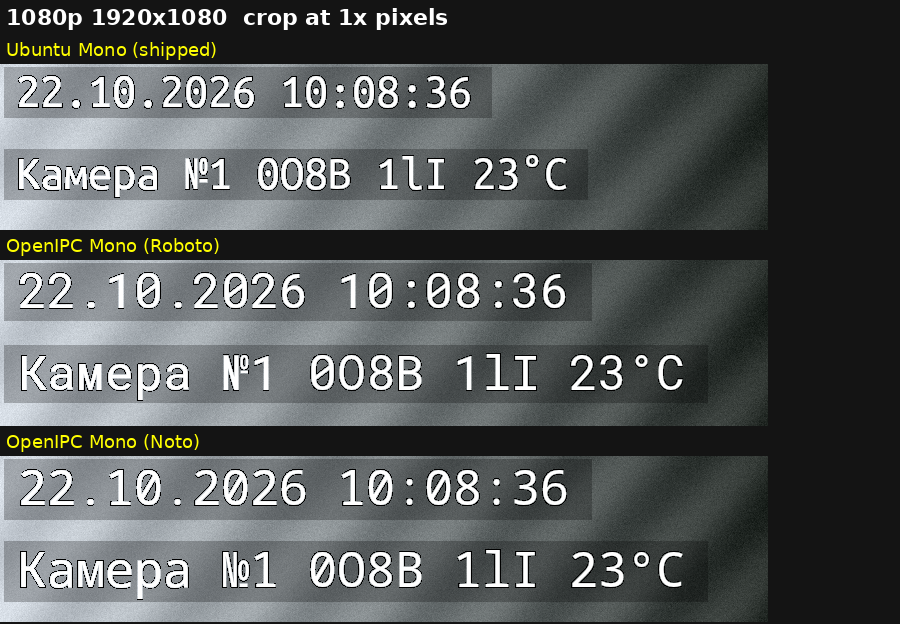 1080p 1920x1080 crop at 1x pixels
Ubuntu Mono (shipped)
22.10.2026 10:08:36
Камера №1 0O8B 1lI 23°C
OpenIPC Mono (Roboto)
22.10.2026 10:08:36
Камера №1 0O8B 1lI 23°C
OpenIPC Mono (Noto)
22.10.2026 10:08:36
Камера №1 0O8B 1lI 23°C